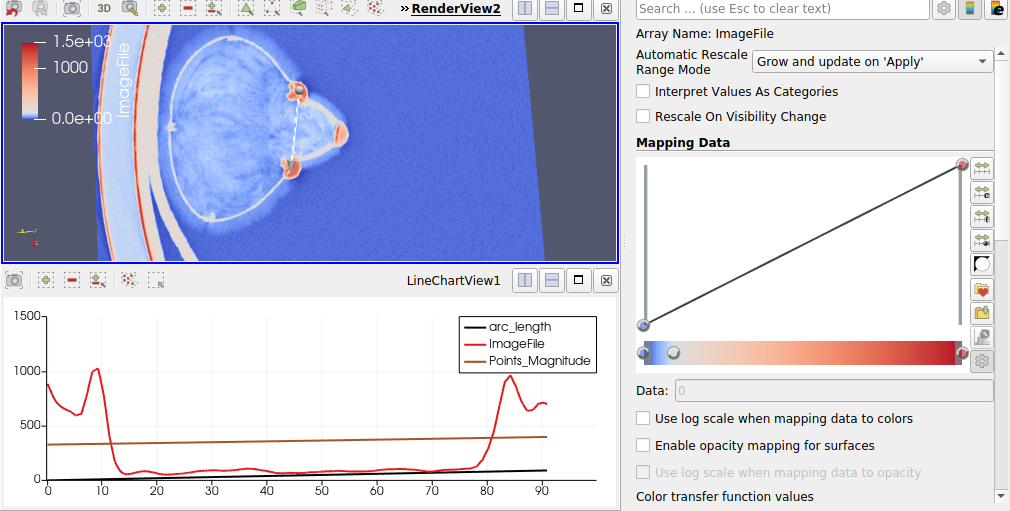 3D
» RenderView2
1.5e+03
1000
0.0e+00
ImageFile
LineChartView1
1500
1000
500
0
0 10 20 30 40 50 60 70 80 90
arc_length
ImageFile
Points_Magnitude
Search ... (use Esc to clear text)
Array Name: ImageFile
Automatic Rescale
Range Mode
Grow and update on 'Apply'
Interpret Values As Categories
Rescale On Visibility Change
Mapping Data
Data: 0
Use log scale when mapping data to colors
Enable opacity mapping for surfaces
Use log scale when mapping data to opacity
Color transfer function values